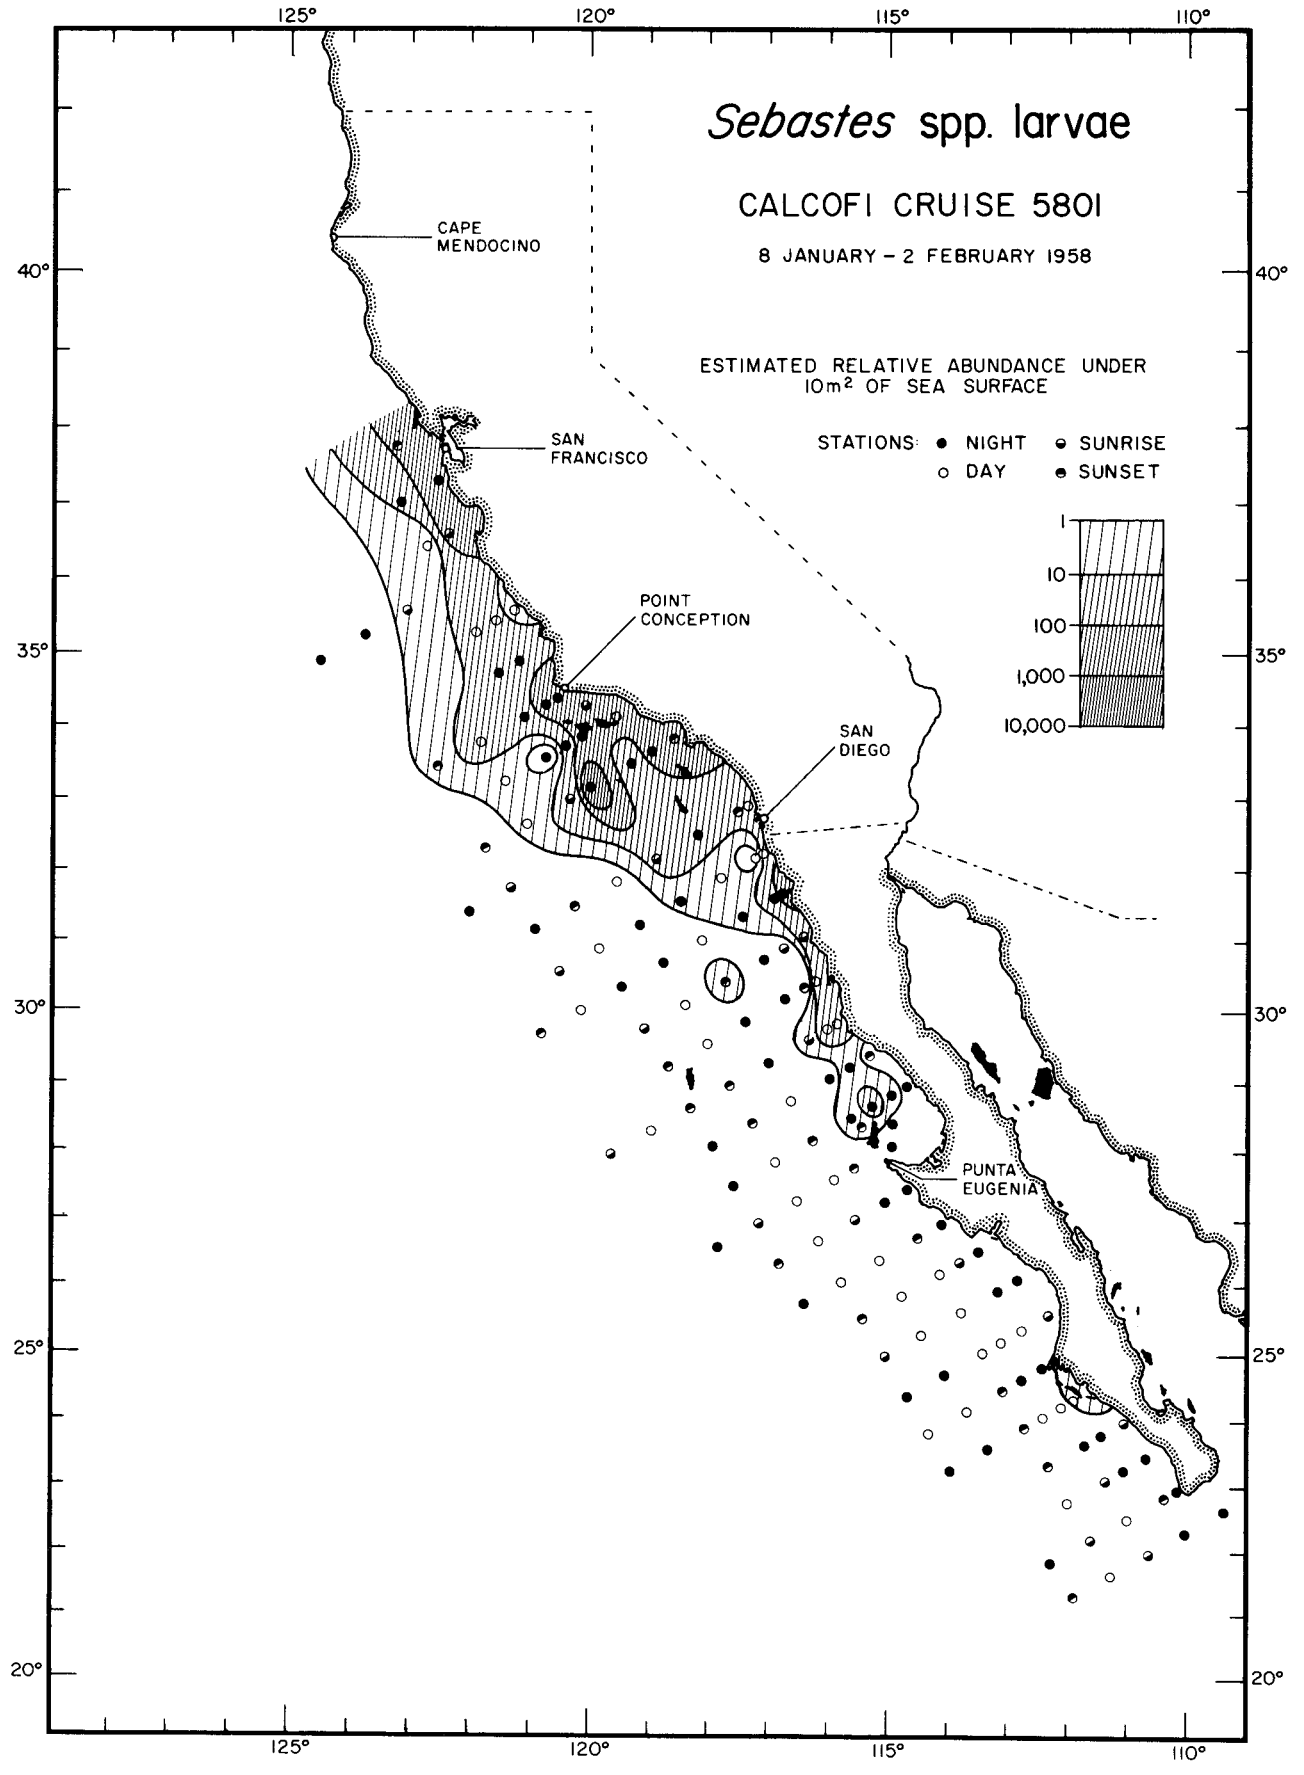 125° 120° 115° 110°
Sebastes spp. larvae
CALCOFI CRUISE 5801
8 JANUARY – 2 FEBRUARY 1958
CAPE
MENDOCINO
40° 40°
ESTIMATED RELATIVE ABUNDANCE UNDER
10m² OF SEA SURFACE
STATIONS: ● NIGHT SUNRISE
○ DAY SUNSET
SAN
FRANCISCO
1
10
100
1,000
10,000
POINT
CONCEPTION
35° 35°
SAN
DIEGO
30° 30°
PUNTA
EUGENIA
25° 25°
20° 20°
125° 120° 115° 110°